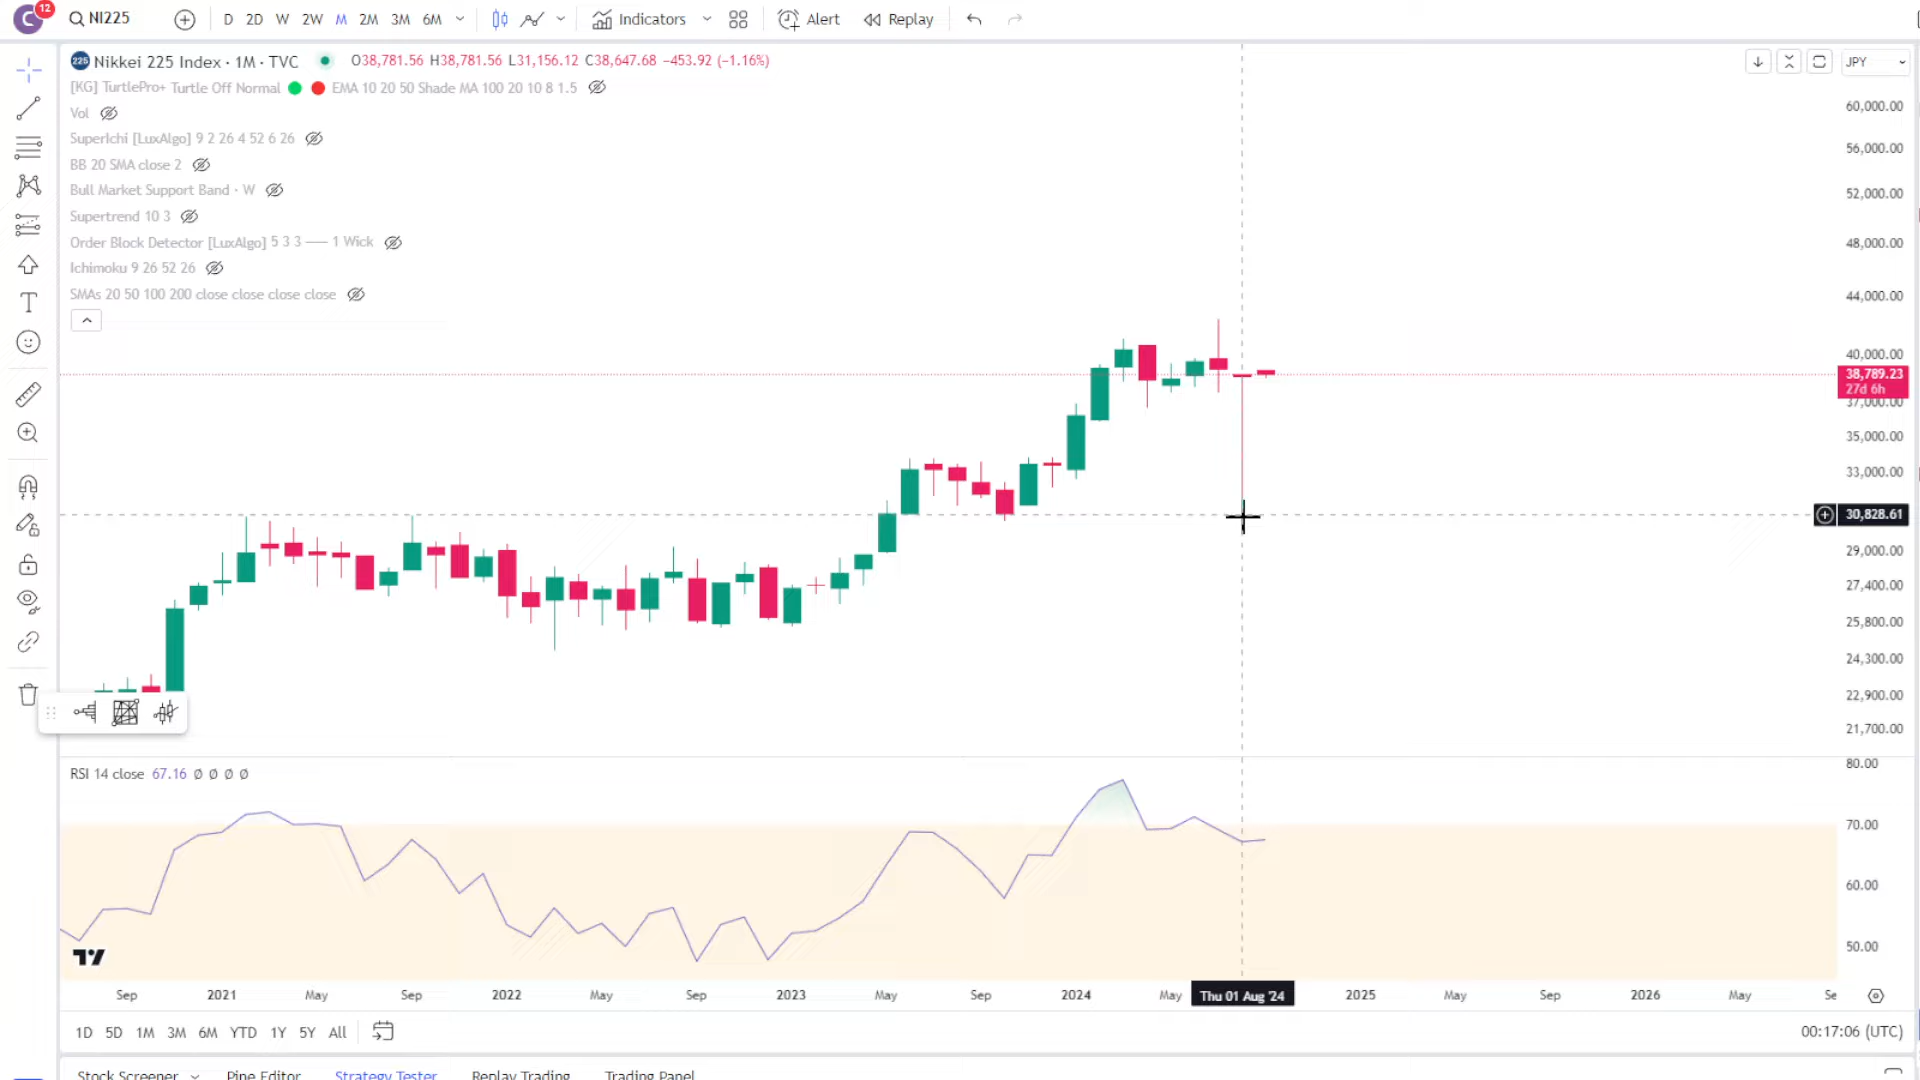 C 12 NI225 D 2D W 2W M 2M 3M 6M Indicators Alert Replay
225 Nikkei 225 Index · 1M · TVC O38,781.56 H38,781.56 L31,156.12 C38,647.68 −453.92 (−1.16%) JPY
[KG] TurtlePro+ Turtle Off Normal EMA 10 20 50 Shade MA 100 20 10 8 1.5
Vol
SuperIchi [LuxAlgo] 9 2 26 4 52 6 26
BB 20 SMA close 2
Bull Market Support Band · W
Supertrend 10 3
Order Block Detector [LuxAlgo] 5 3 3 —— 1 Wick
Ichimoku 9 26 52 26
SMAs 20 50 100 200 close close close close
60,000.00
56,000.00
52,000.00
48,000.00
44,000.00
40,000.00
38,789.23
27d 6h
37,000.00
35,000.00
33,000.00
30,828.61
29,000.00
27,400.00
25,800.00
24,300.00
22,900.00
21,700.00
RSI 14 close 67.16 Ø Ø Ø Ø
80.00
70.00
60.00
50.00
Sep 2021 May Sep 2022 May Sep 2023 May Sep 2024 May Thu 01 Aug '24 2025 May Sep 2026 May Se
1D 5D 1M 3M 6M YTD 1Y 5Y All 00:17:06 (UTC)
Stock Screener Pine Editor Strategy Tester Replay Trading Trading Panel